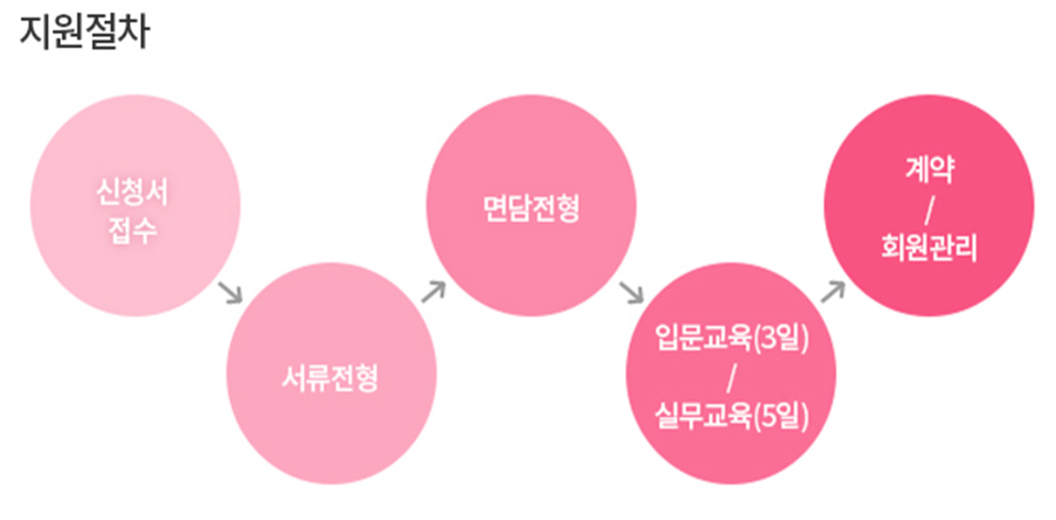 지원절차
신청서
접수
서류전형
면담전형
입문교육(3일)
/
실무교육(5일)
계약
/
회원관리